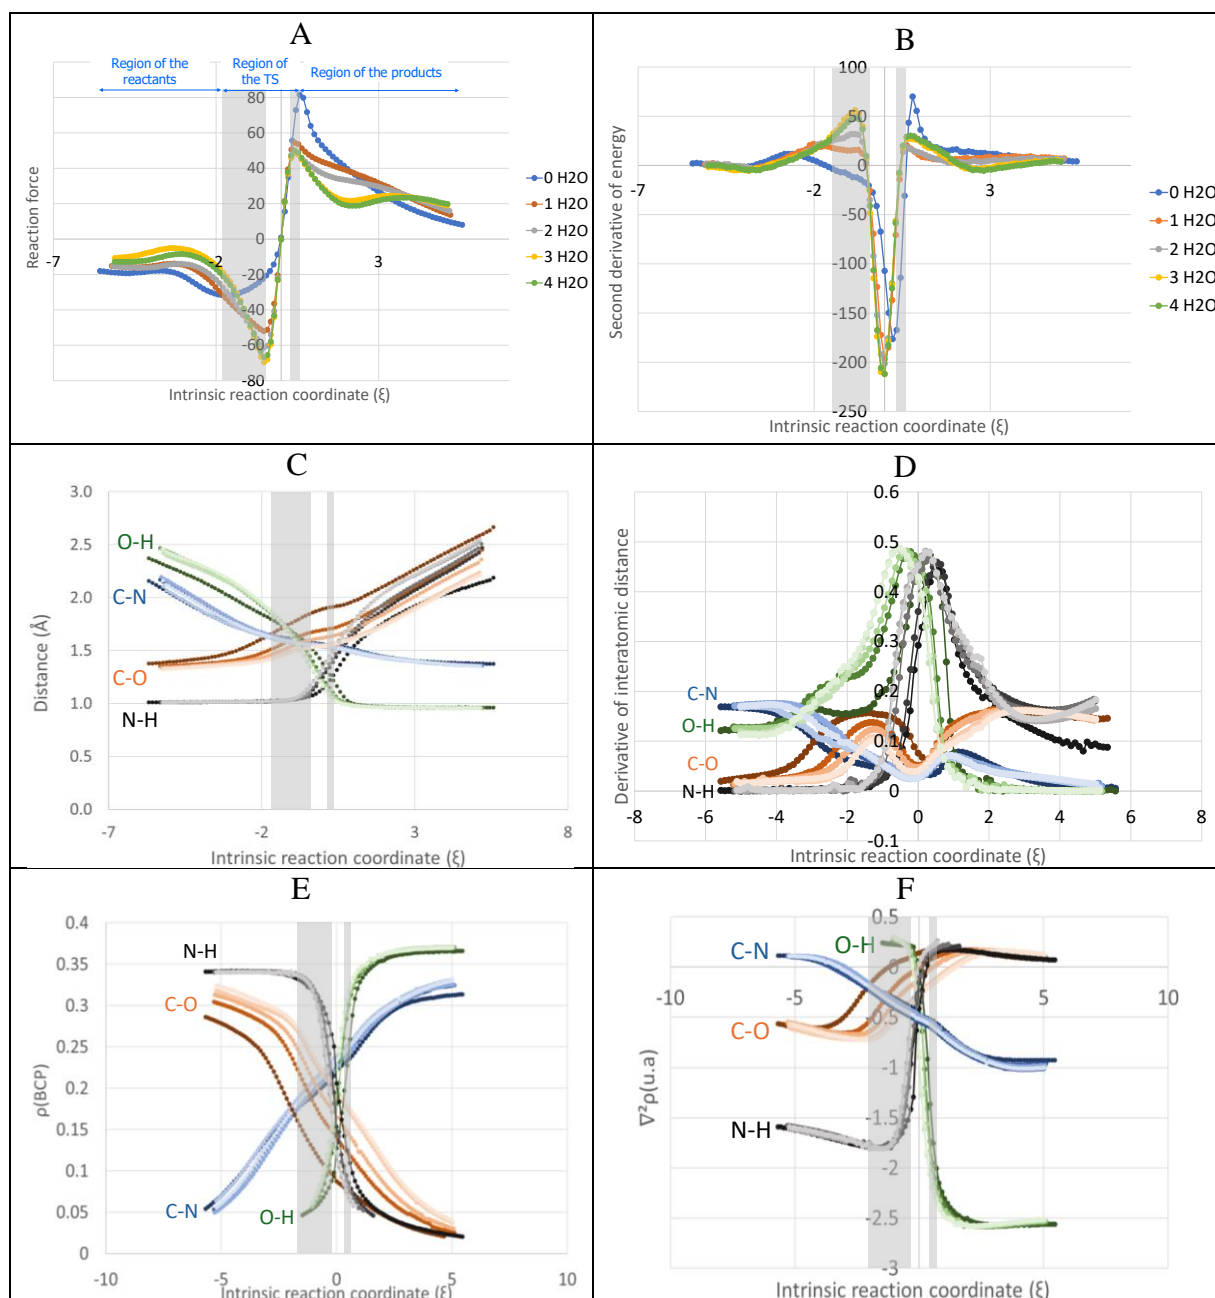 A
Region of the
reactants
Region of
the TS
Region of the products
Reaction force
80
60
40
20
0
-20
-40
-60
-80
-7
-2
3
Intrinsic reaction coordinate (ξ)
0 H2O
1 H2O
2 H2O
3 H2O
4 H2O
B
Second derivative of energy
100
50
0
-50
-100
-150
-200
-250
-7
-2
3
Intrinsic reaction coordinate (ξ)
0 H2O
1 H2O
2 H2O
3 H2O
4 H2O
C
Distance (Å)
3.0
2.5
2.0
1.5
1.0
0.5
0.0
O-H
C-N
C-O
N-H
-7
-2
3
8
Intrinsic reaction coordinate (ξ)
D
Derivative of interatomic distance
0.6
0.5
0.4
0.3
0.2
0.1
0
-0.1
C-N
O-H
C-O
N-H
-8
-6
-4
-2
0
2
4
6
8
Intrinsic reaction coordinate (ξ)
E
ρ(BCP)
0.4
0.35
0.3
0.25
0.2
0.15
0.1
0.05
0
N-H
C-O
C-N
O-H
-10
-5
0
5
10
Intrinsic reaction coordinate (ξ)
F
∇²ρ(u.a)
0.5
0
-0.5
-1
-1.5
-2
-2.5
-3
C-N
O-H
C-O
N-H
-10
-5
0
5
10
Intrinsic reaction coordinate (ξ)